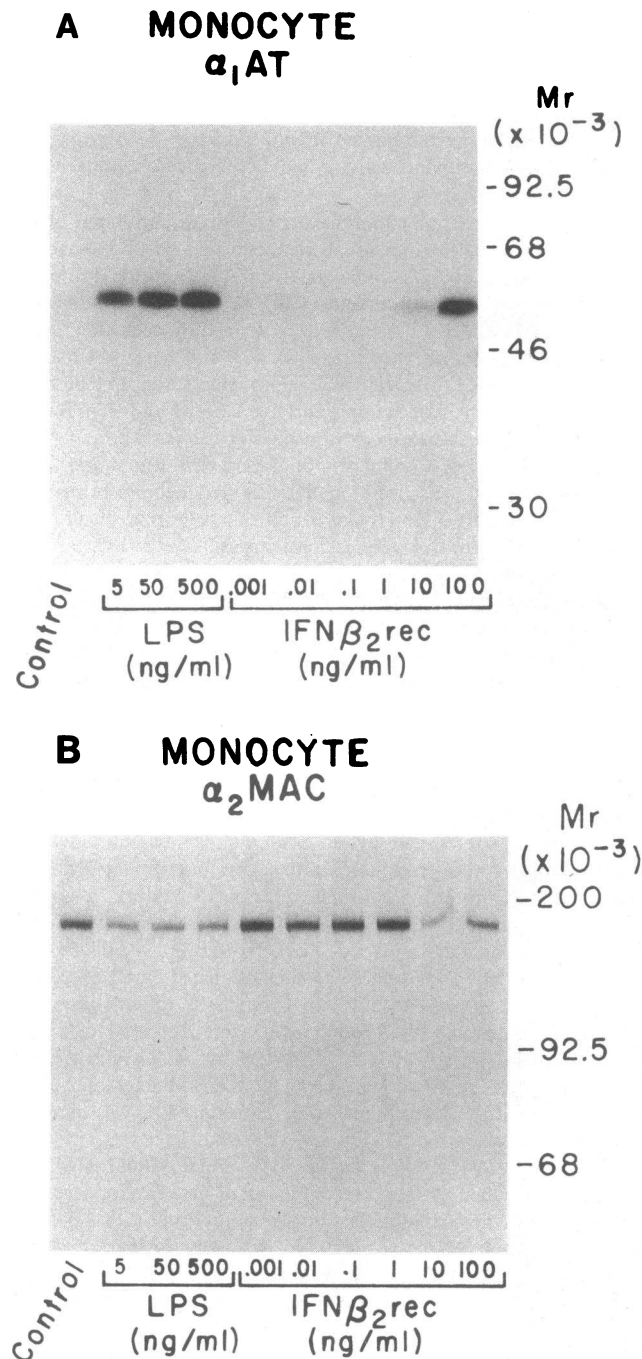 A MONOCYTE
α₁AT
Mr
(x 10⁻³)
-92.5
-68
-46
-30
Control
5 50 500 .001 .01 .1 1 10 100
LPS IFNβ₂rec
(ng/ml) (ng/ml)
B MONOCYTE
α₂MAC
Mr
(x10⁻³)
-200
-92.5
-68
Control
5 50 500 .001 .01 .1 1 10 100
LPS IFNβ₂rec
(ng/ml) (ng/ml)